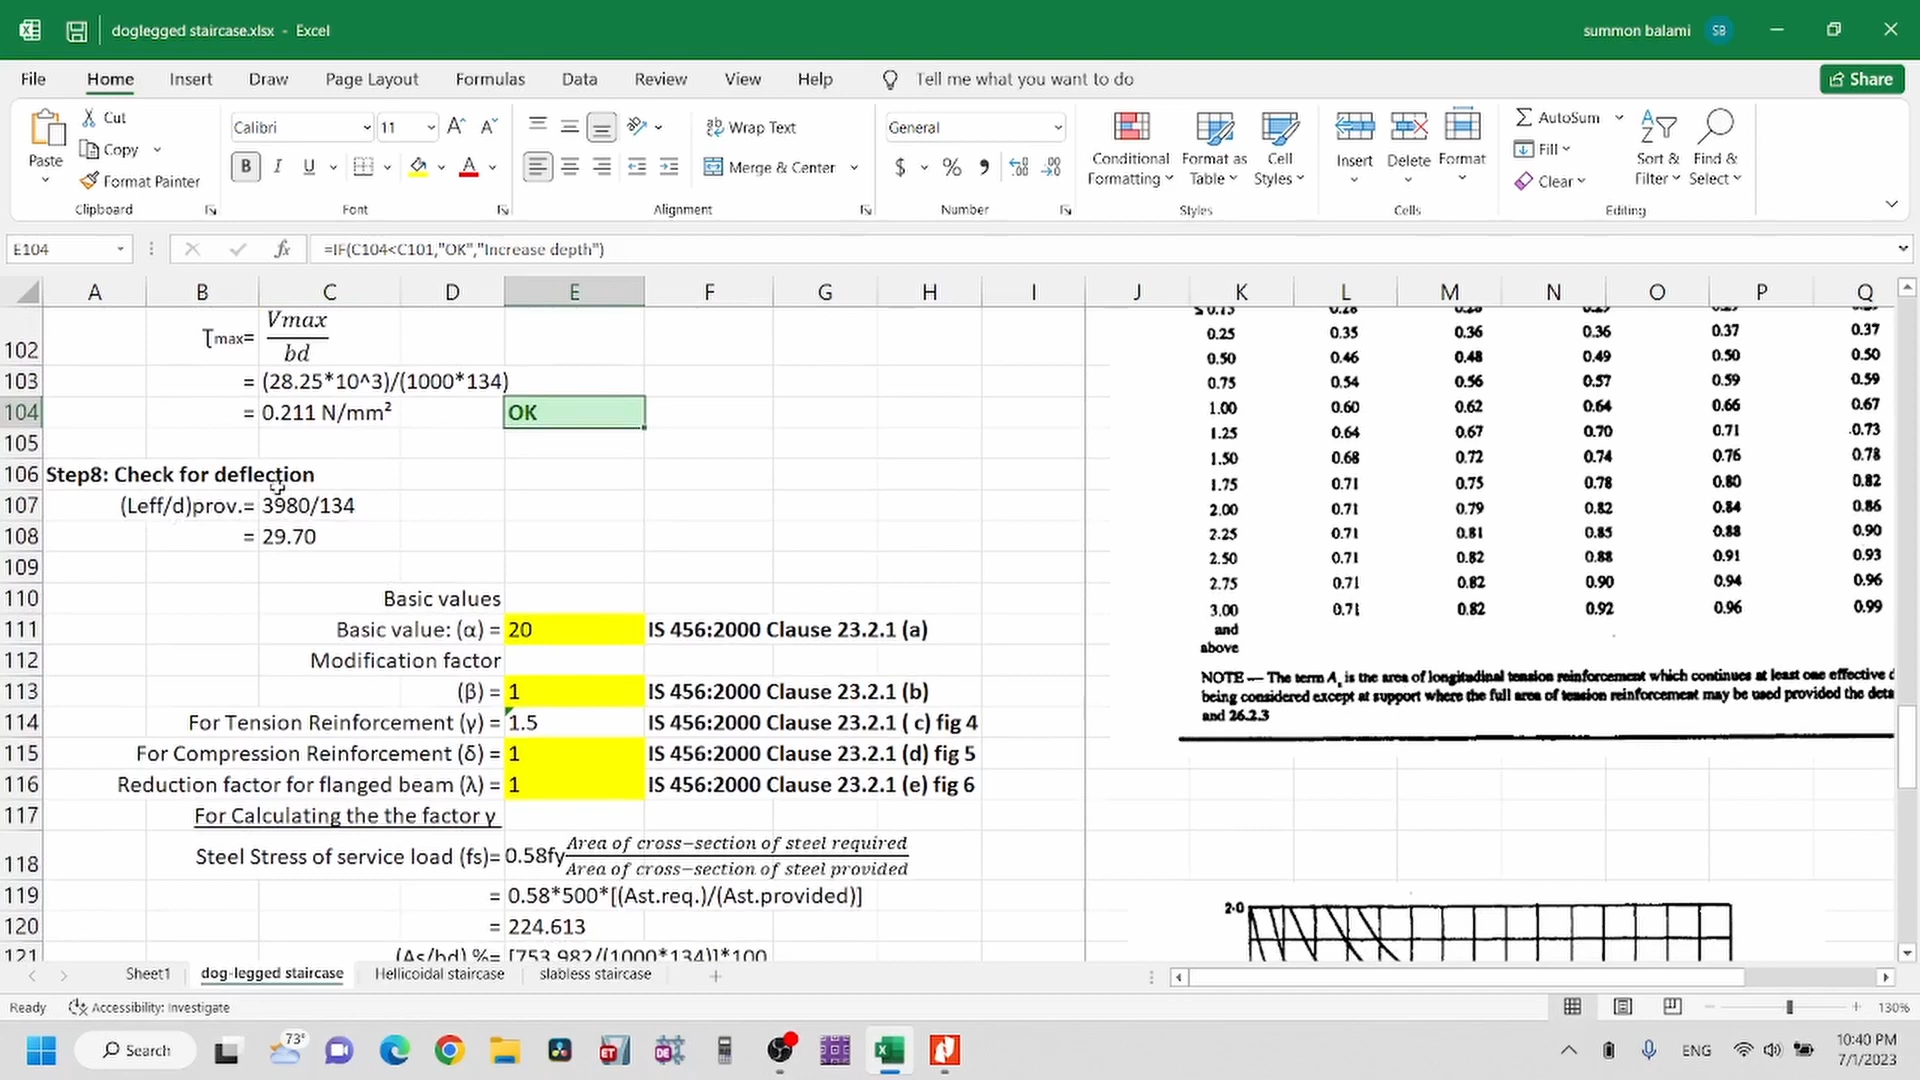 doglegged staircase.xlsx - Excel
summon balami SB
File Home Insert Draw Page Layout Formulas Data Review View Help Tell me what you want to do Share
Paste Cut Copy Format Painter Clipboard
Calibri 11 A A B I U A Font
Wrap Text Merge & Center Alignment
General $ % Number
Conditional Formatting Format as Table Cell Styles Styles
Insert Delete Format Cells
AutoSum Fill Clear Sort & Filter Find & Select Editing
E104 fx =IF(C104<C101,"OK","Increase depth")
A B C D E F G H I J K L M N O P Q
102 Ʈmax= Vmax
bd
103 = (28.25*10^3)/(1000*134)
104 = 0.211 N/mm² OK
105
106 Step8: Check for deflection
107 (Leff/d)prov.= 3980/134
108 = 29.70
109
110 Basic values
111 Basic value: (α) = 20 IS 456:2000 Clause 23.2.1 (a)
112 Modification factor
113 (β) = 1 IS 456:2000 Clause 23.2.1 (b)
114 For Tension Reinforcement (γ) = 1.5 IS 456:2000 Clause 23.2.1 ( c) fig 4
115 For Compression Reinforcement (δ) = 1 IS 456:2000 Clause 23.2.1 (d) fig 5
116 Reduction factor for flanged beam (λ) = 1 IS 456:2000 Clause 23.2.1 (e) fig 6
117 For Calculating the the factor γ
118 Steel Stress of service load (fs)= 0.58fy Area of cross−section of steel required
Area of cross−section of steel provided
119 = 0.58*500*[(Ast.req.)/(Ast.provided)]
120 = 224.613
121 (As/bd) %= [753.982/(1000*134)]*100
0.25 0.35 0.36 0.36 0.37 0.37
0.50 0.46 0.48 0.49 0.50 0.50
0.75 0.54 0.56 0.57 0.59 0.59
1.00 0.60 0.62 0.64 0.66 0.67
1.25 0.64 0.67 0.70 0.71 0.73
1.50 0.68 0.72 0.74 0.76 0.78
1.75 0.71 0.75 0.78 0.80 0.82
2.00 0.71 0.79 0.82 0.84 0.86
2.25 0.71 0.81 0.85 0.88 0.90
2.50 0.71 0.82 0.88 0.91 0.93
2.75 0.71 0.82 0.90 0.94 0.96
3.00 0.71 0.82 0.92 0.96 0.99
and
above
NOTE — The term As is the area of longitudinal tension reinforcement which continues at least one effective d
being considered except at support where the full area of tension reinforcement may be used provided the deta
and 26.2.3
2·0
Sheet1 dog-legged staircase Hellicoidal staircase slabless staircase
Ready Accessibility: Investigate 130%
Search 73° ENG 10:40 PM
7/1/2023